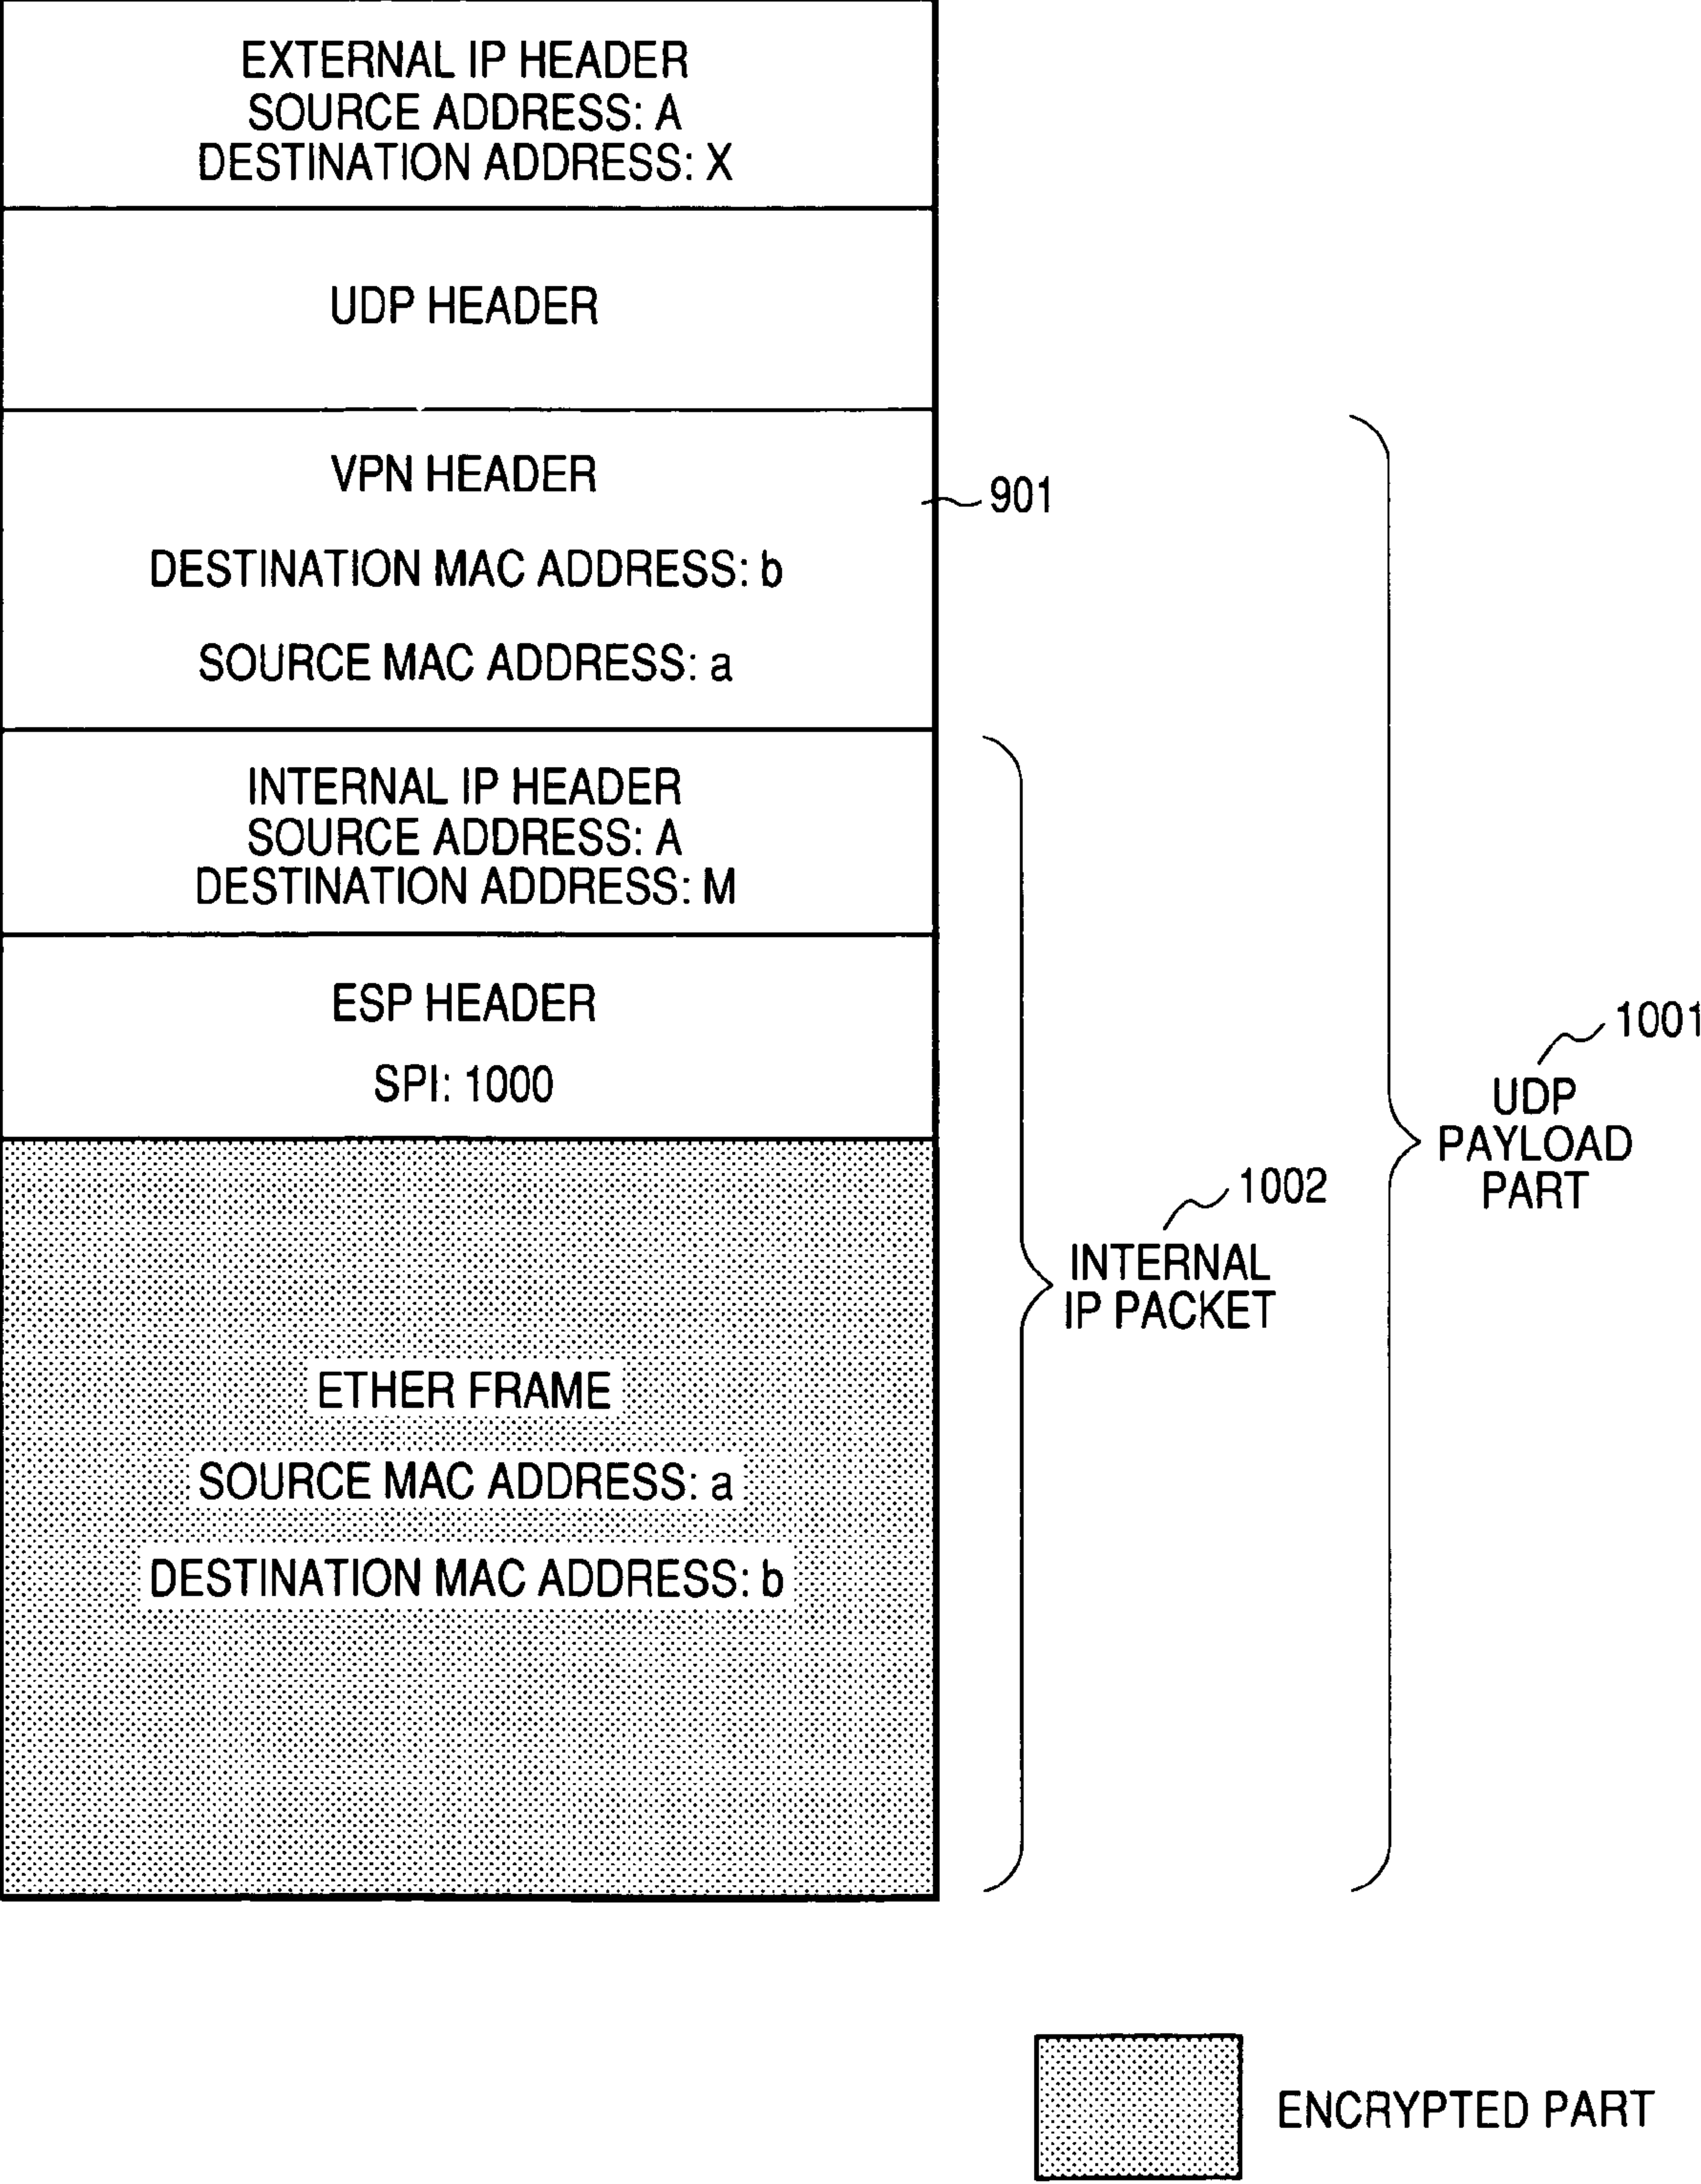 EXTERNAL IP HEADER
SOURCE ADDRESS: A
DESTINATION ADDRESS: X
UDP HEADER
VPN HEADER
901
DESTINATION MAC ADDRESS: b
SOURCE MAC ADDRESS: a
INTERNAL IP HEADER
SOURCE ADDRESS: A
DESTINATION ADDRESS: M
ESP HEADER
SPI: 1000
ETHER FRAME
SOURCE MAC ADDRESS: a
DESTINATION MAC ADDRESS: b
1002
INTERNAL
IP PACKET
1001
UDP
PAYLOAD
PART
ENCRYPTED PART